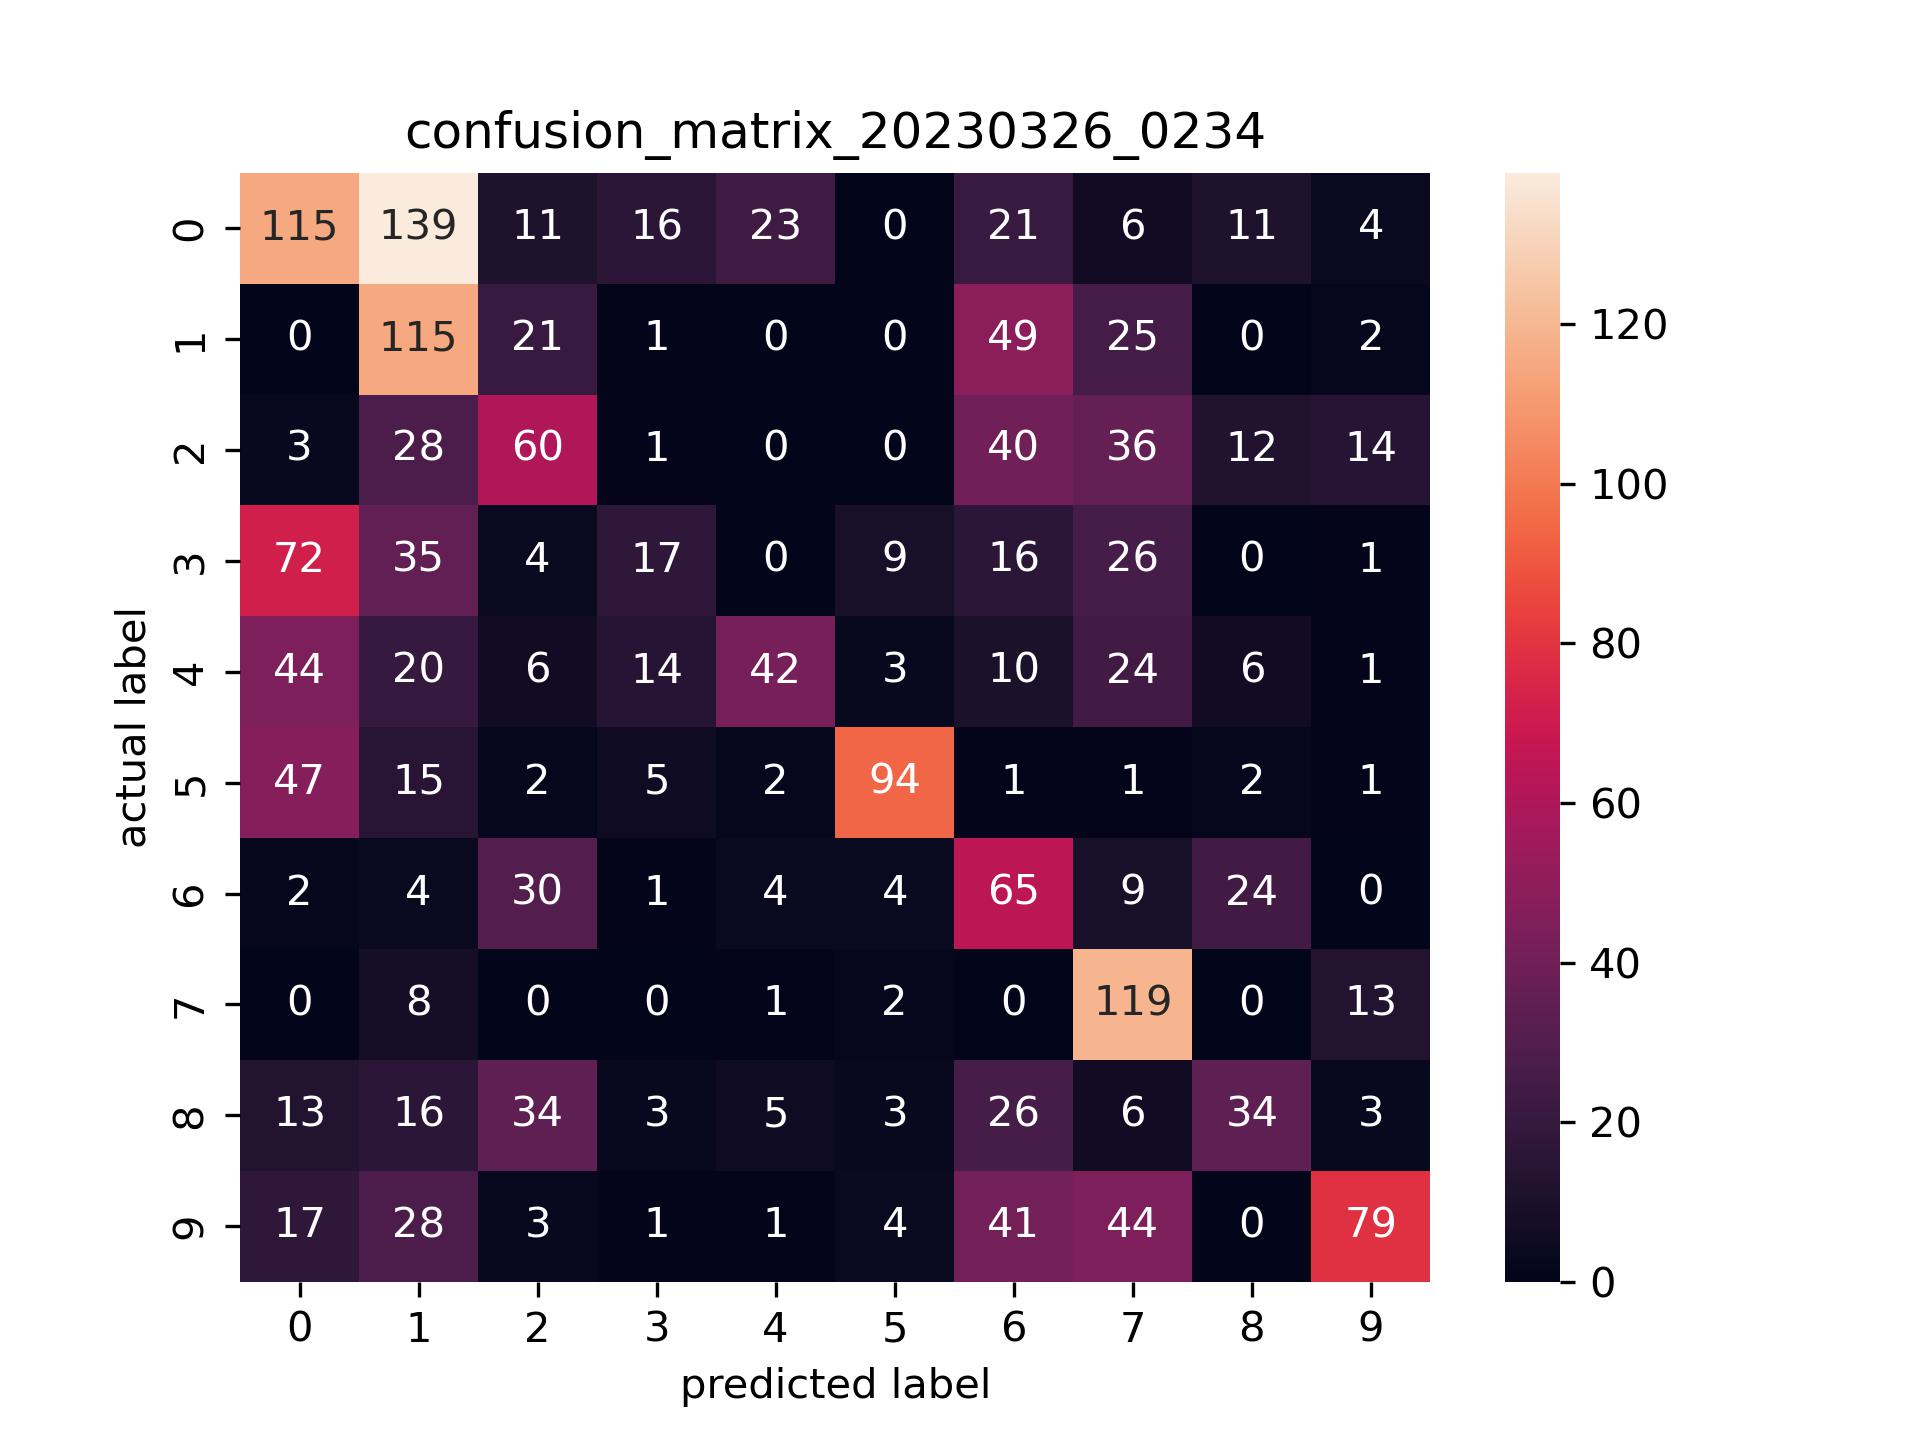 confusion_matrix_20230326_0234
0 115 139 11 16 23 0 21 6 11 4
1 0 115 21 1 0 0 49 25 0 2
2 3 28 60 1 0 0 40 36 12 14
3 72 35 4 17 0 9 16 26 0 1
4 44 20 6 14 42 3 10 24 6 1
5 47 15 2 5 2 94 1 1 2 1
6 2 4 30 1 4 4 65 9 24 0
7 0 8 0 0 1 2 0 119 0 13
8 13 16 34 3 5 3 26 6 34 3
9 17 28 3 1 1 4 41 44 0 79
0 1 2 3 4 5 6 7 8 9
predicted label
actual label
120
100
80
60
40
20
0